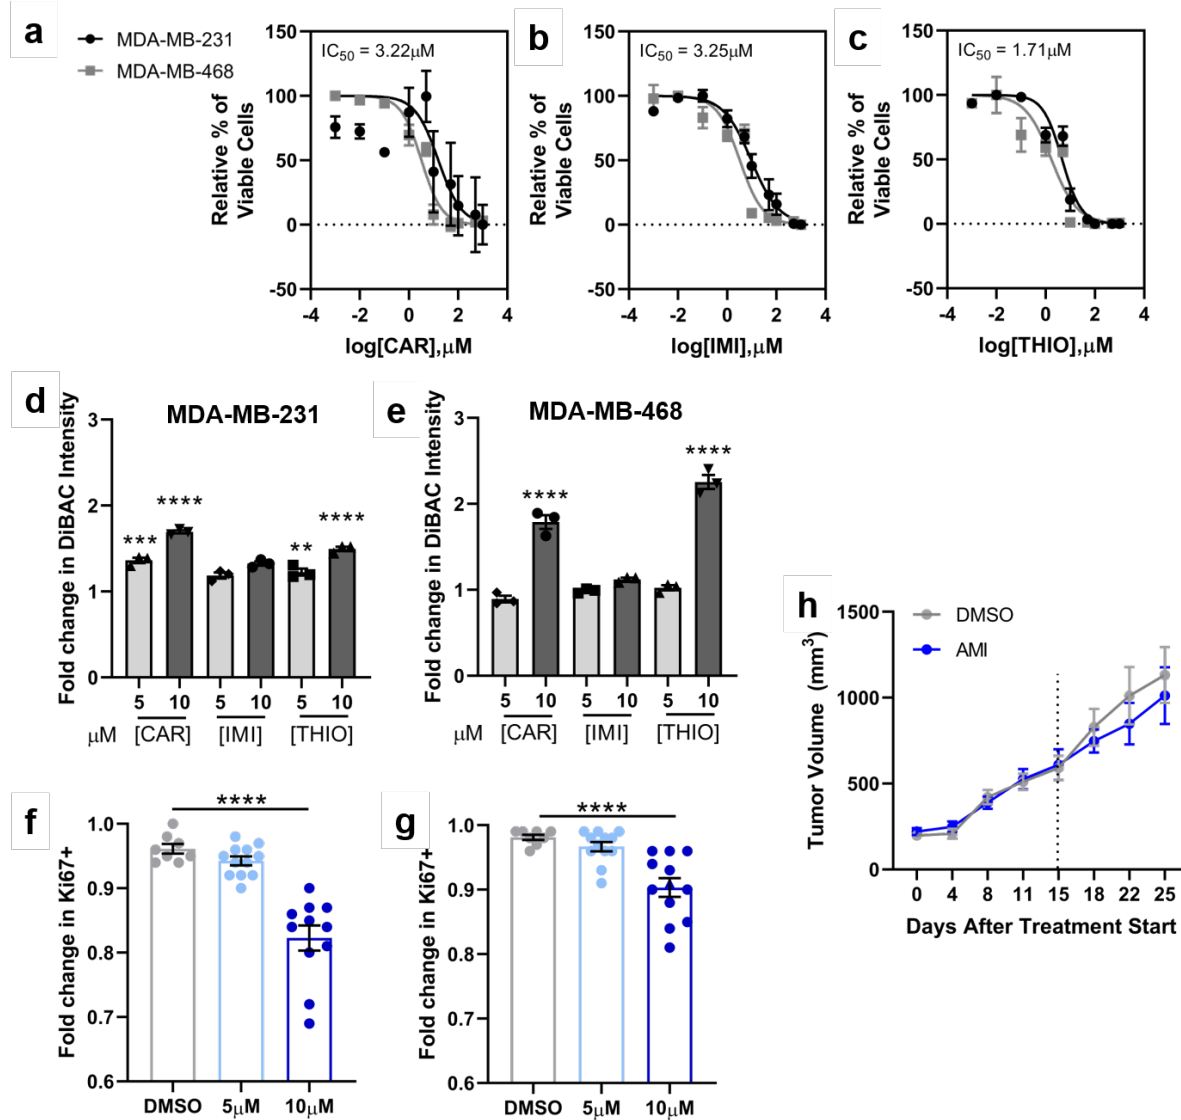 a
MDA-MB-231
MDA-MB-468
150
100
50
0
-50
Relative % of
Viable Cells
IC50 = 3.22μM
-4 -2 0 2 4
log[CAR],μM
b
150
100
50
0
-50
Relative % of
Viable Cells
IC50 = 3.25μM
-4 -2 0 2 4
log[IMI],μM
c
150
100
50
0
-50
Relative % of
Viable Cells
IC50 = 1.71μM
-4 -2 0 2 4
log[THIO],μM
d
MDA-MB-231
Fold change in DiBAC Intensity
3
2
1
0
*** **** ** ****
5 10 5 10 5 10
μM [CAR] [IMI] [THIO]
e
MDA-MB-468
Fold change in DiBAC Intensity
3
2
1
0
**** ****
5 10 5 10 5 10
μM [CAR] [IMI] [THIO]
f
Fold change in Ki67+
1.0
0.9
0.8
0.7
0.6
****
DMSO 5μM 10μM
g
Fold change in Ki67+
1.0
0.9
0.8
0.7
0.6
****
DMSO 5μM 10μM
h
DMSO
AMI
Tumor Volume (mm³)
1500
1000
500
0
0 4 8 11 15 18 22 25
Days After Treatment Start